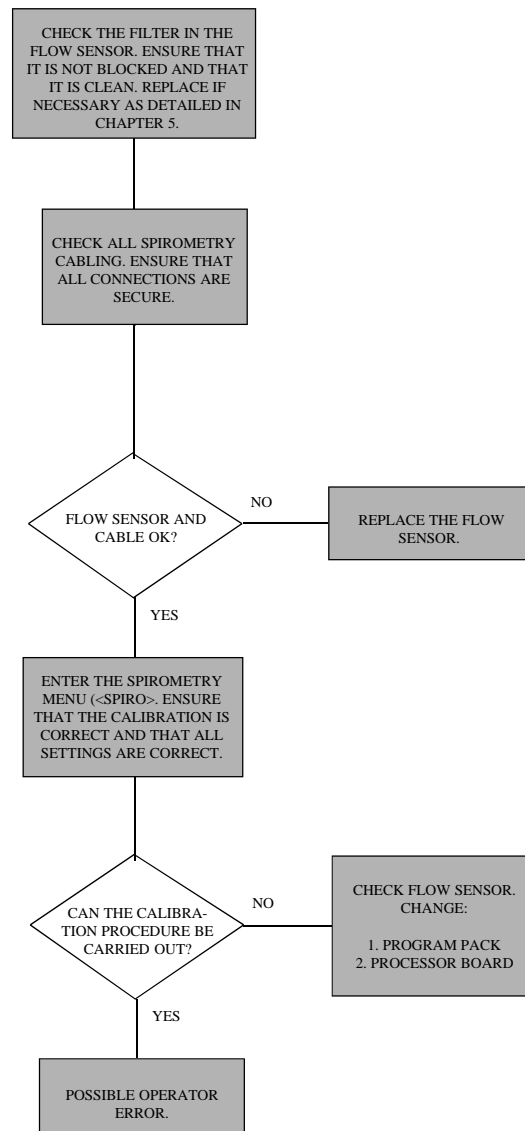 CHECK THE FILTER IN THE
FLOW SENSOR. ENSURE THAT
IT IS NOT BLOCKED AND THAT
IT IS CLEAN. REPLACE IF
NECESSARY AS DETAILED IN
CHAPTER 5.
CHECK ALL SPIROMETRY
CABLING. ENSURE THAT
ALL CONNECTIONS ARE
SECURE.
FLOW SENSOR AND
CABLE OK?
NO
REPLACE THE FLOW
SENSOR.
YES
ENTER THE SPIROMETRY
MENU (<SPIRO>. ENSURE
THAT THE CALIBRATION IS
CORRECT AND THAT ALL
SETTINGS ARE CORRECT.
CAN THE CALIBRA-
TION PROCEDURE BE
CARRIED OUT?
NO
CHECK FLOW SENSOR.
CHANGE:
1. PROGRAM PACK
2. PROCESSOR BOARD
YES
POSSIBLE OPERATOR
ERROR.